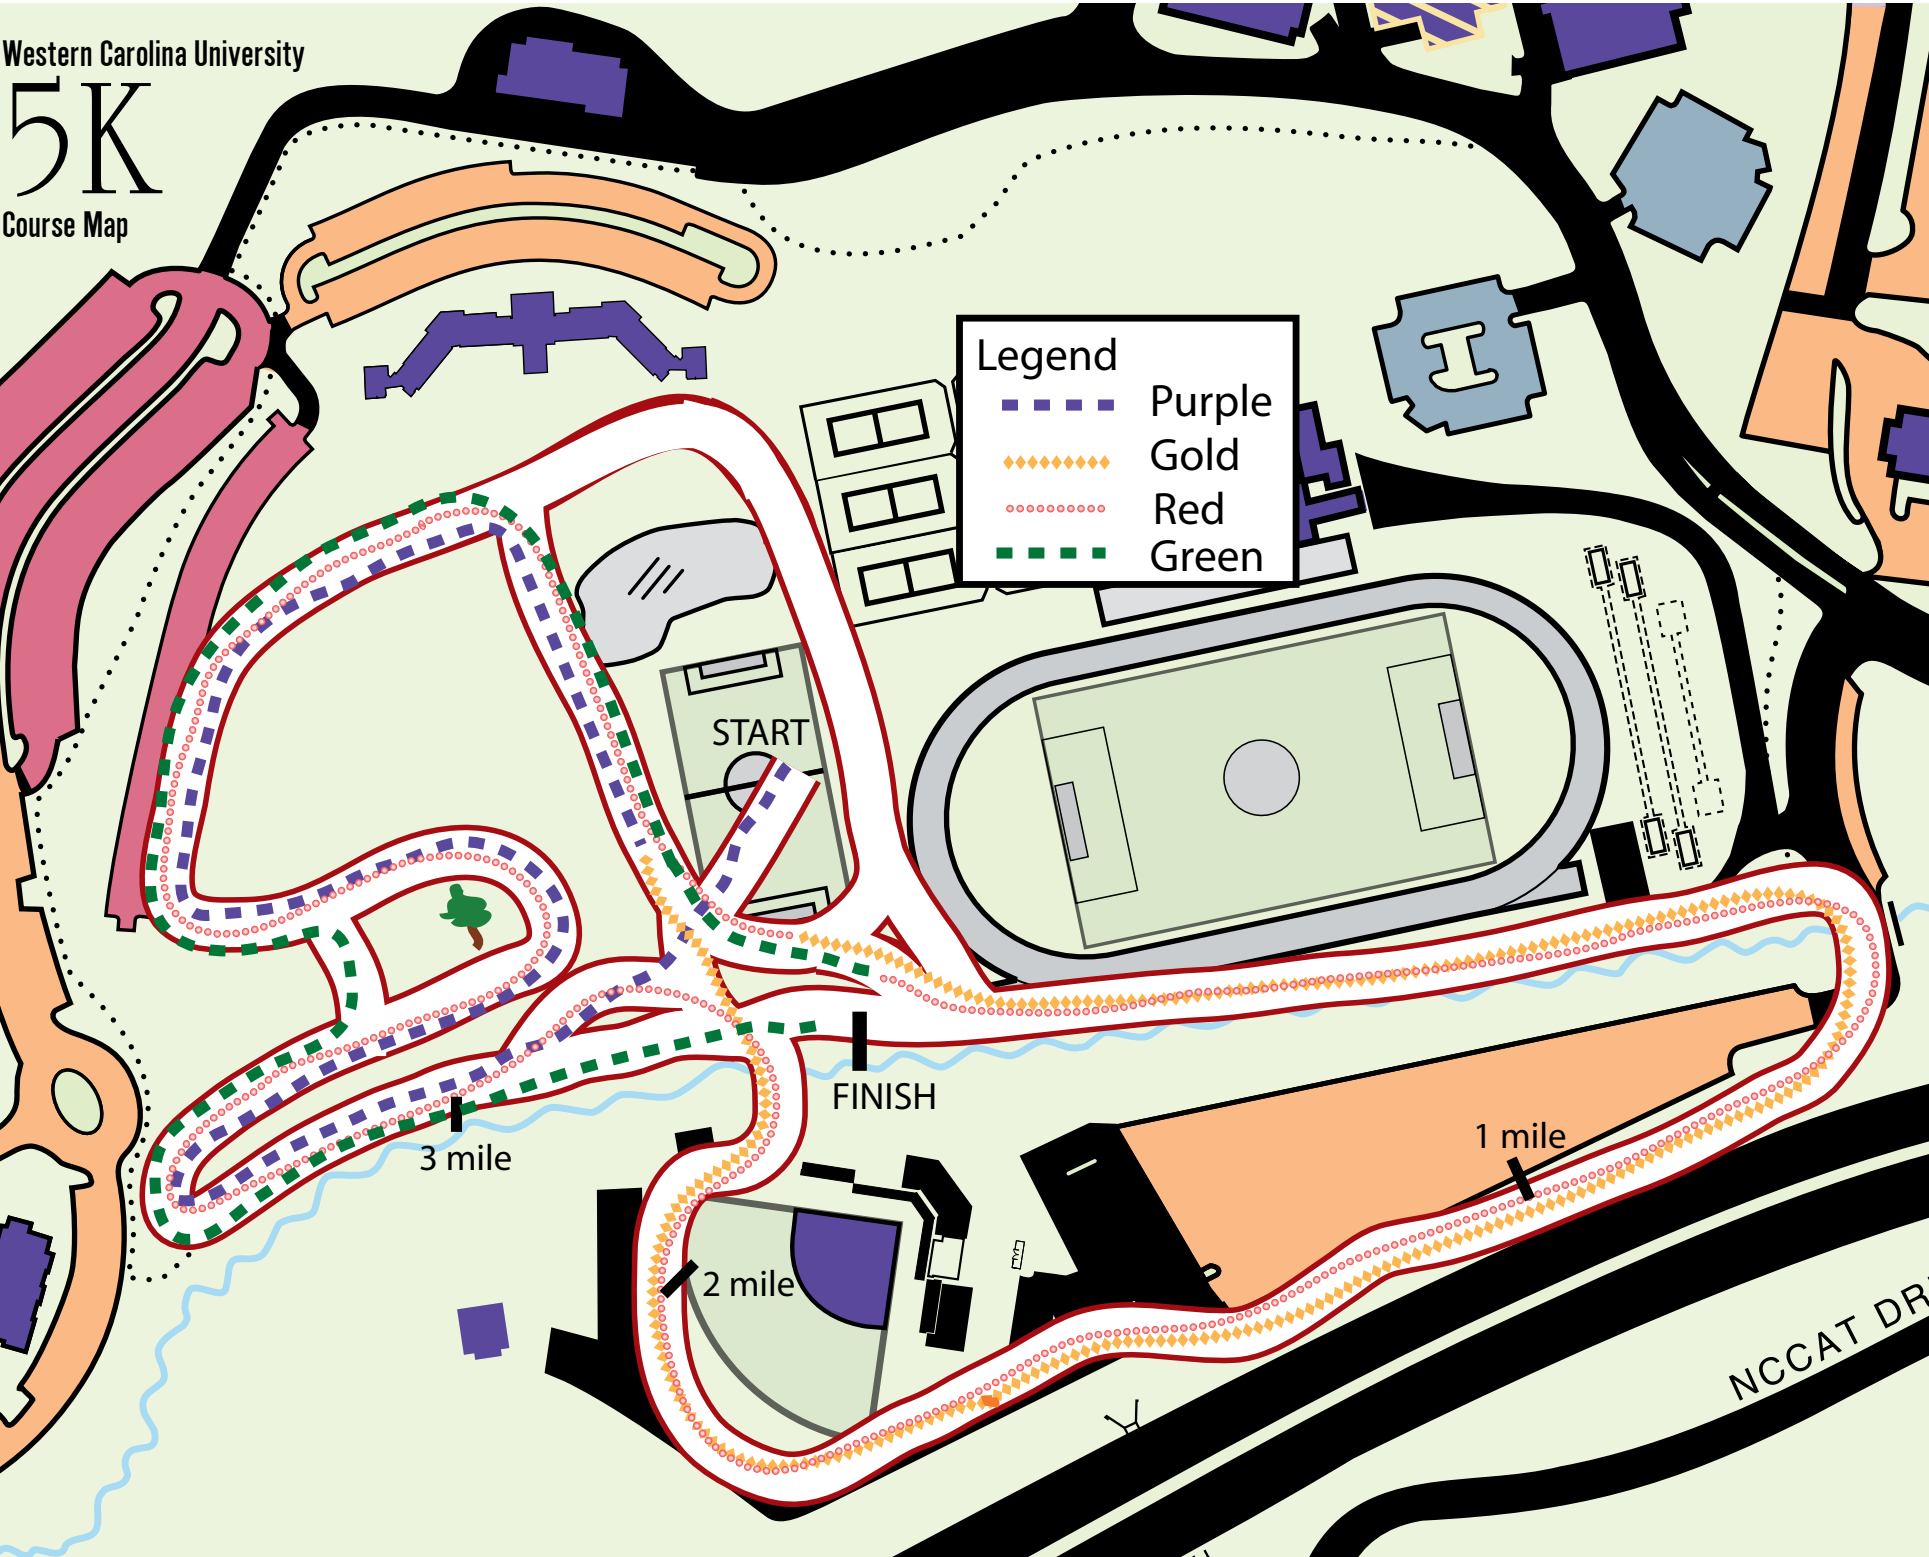 Western Carolina University
5K
Course Map
Legend
Purple
Gold
Red
Green
START
FINISH
1 mile
3 mile
2 mile
NCCAT DR